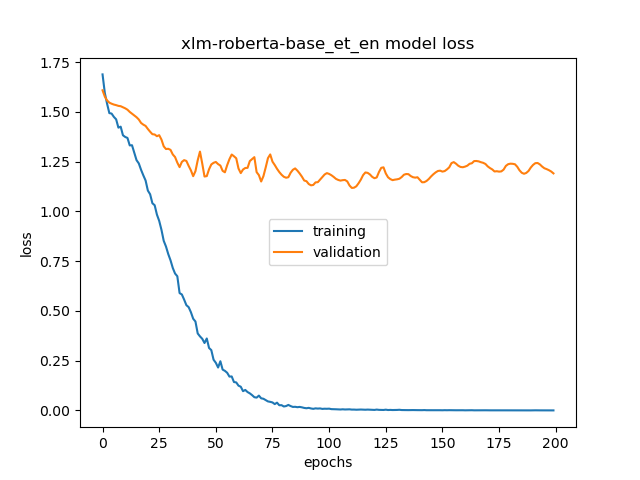 xlm-roberta-base_et_en model loss
1.75
1.50
1.25
1.00
0.75
0.50
0.25
0.00
loss
training
validation
0 25 50 75 100 125 150 175 200
epochs